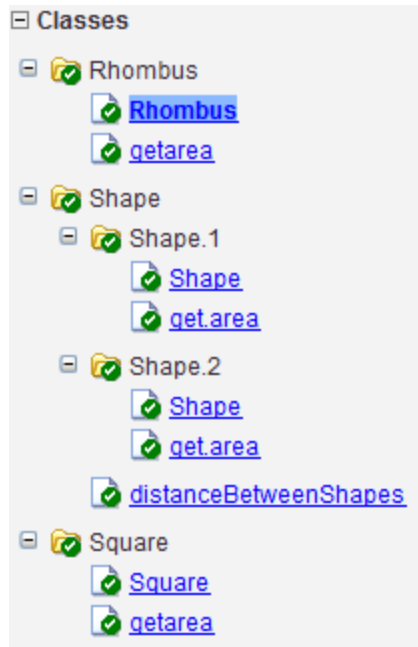 Classes
Rhombus
Rhombus
getarea
Shape
Shape.1
Shape
get.area
Shape.2
Shape
get.area
distanceBetweenShapes
Square
Square
getarea